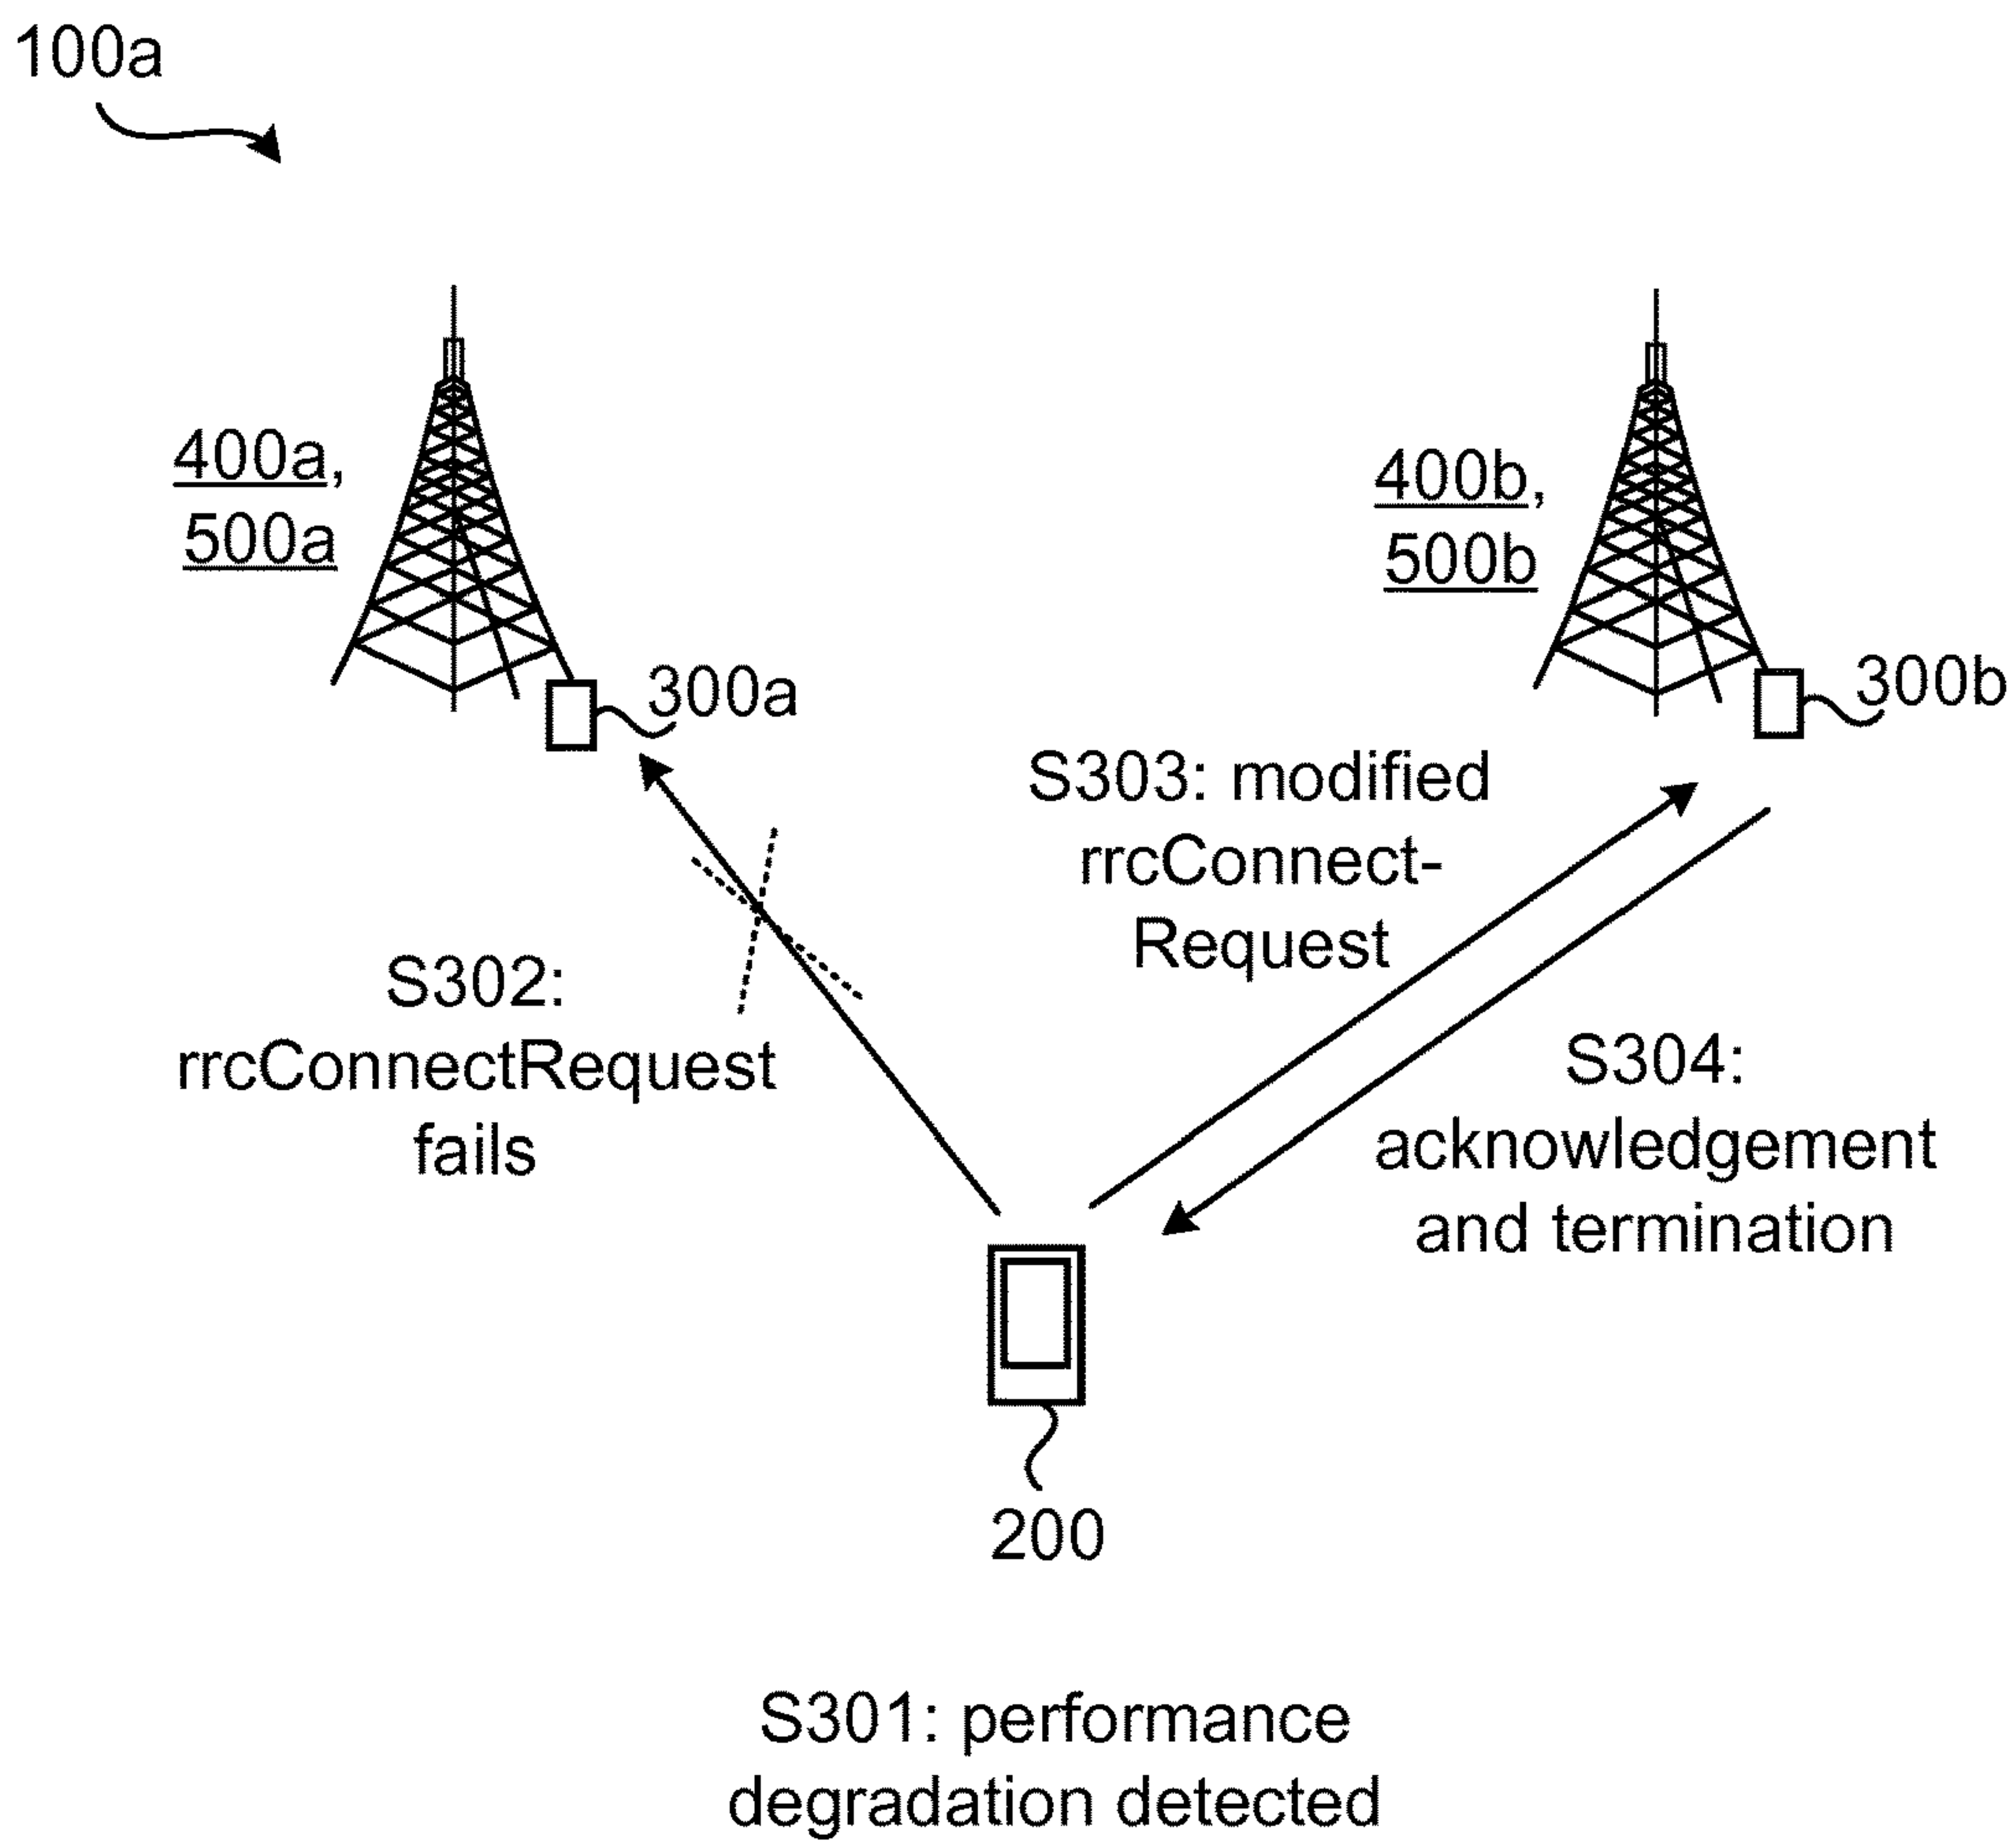 100a
400a,
500a
400b,
500b
300a
300b
S303: modified
rrcConnect-
Request
S302:
rrcConnectRequest
fails
S304:
acknowledgement
and termination
200
S301: performance
degradation detected